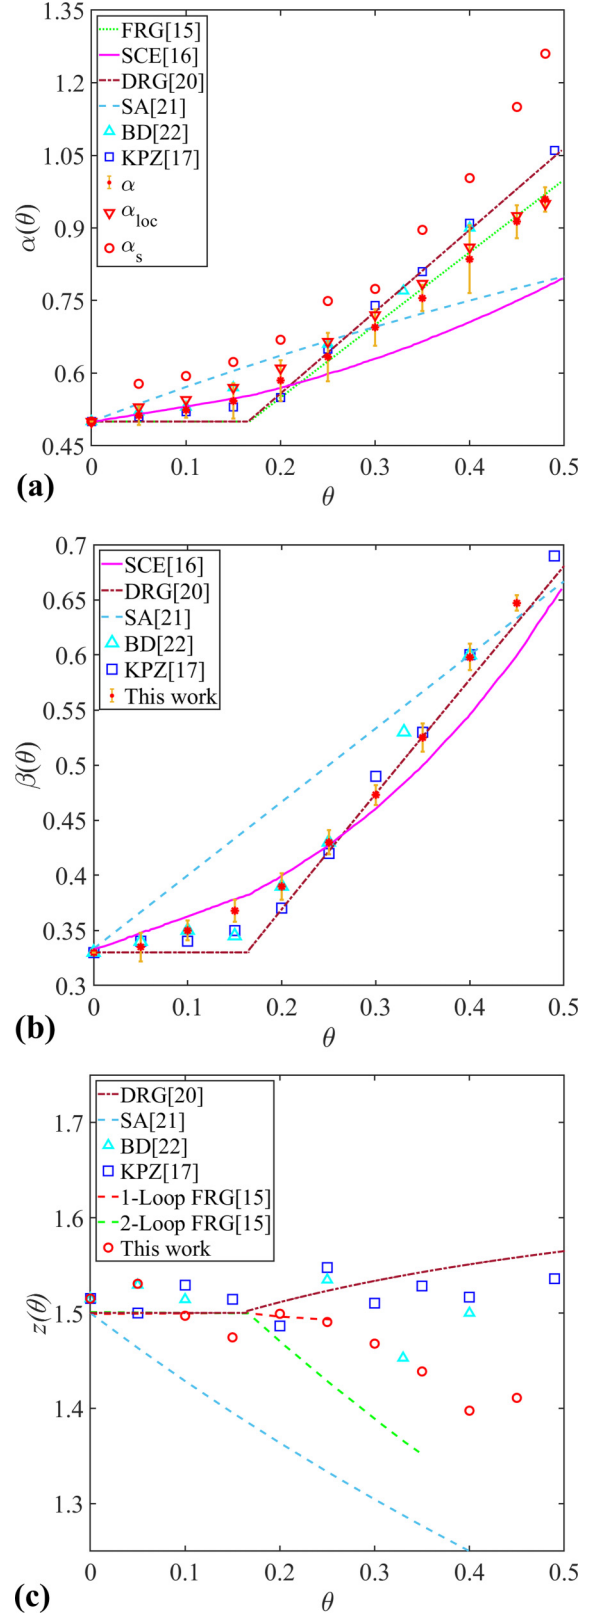 1.35
1.2
1.05
0.9
0.75
0.6
0.45
α(θ)
FRG[15]
SCE[16]
DRG[20]
SA[21]
BD[22]
KPZ[17]
α
α_loc
α_s
0 0.1 0.2 0.3 0.4 0.5
θ
(a)
0.7
0.65
0.6
0.55
0.5
0.45
0.4
0.35
0.3
β(θ)
SCE[16]
DRG[20]
SA[21]
BD[22]
KPZ[17]
This work
0 0.1 0.2 0.3 0.4 0.5
θ
(b)
1.7
1.6
1.5
1.4
1.3
z(θ)
DRG[20]
SA[21]
BD[22]
KPZ[17]
1-Loop FRG[15]
2-Loop FRG[15]
This work
0 0.1 0.2 0.3 0.4 0.5
θ
(c)